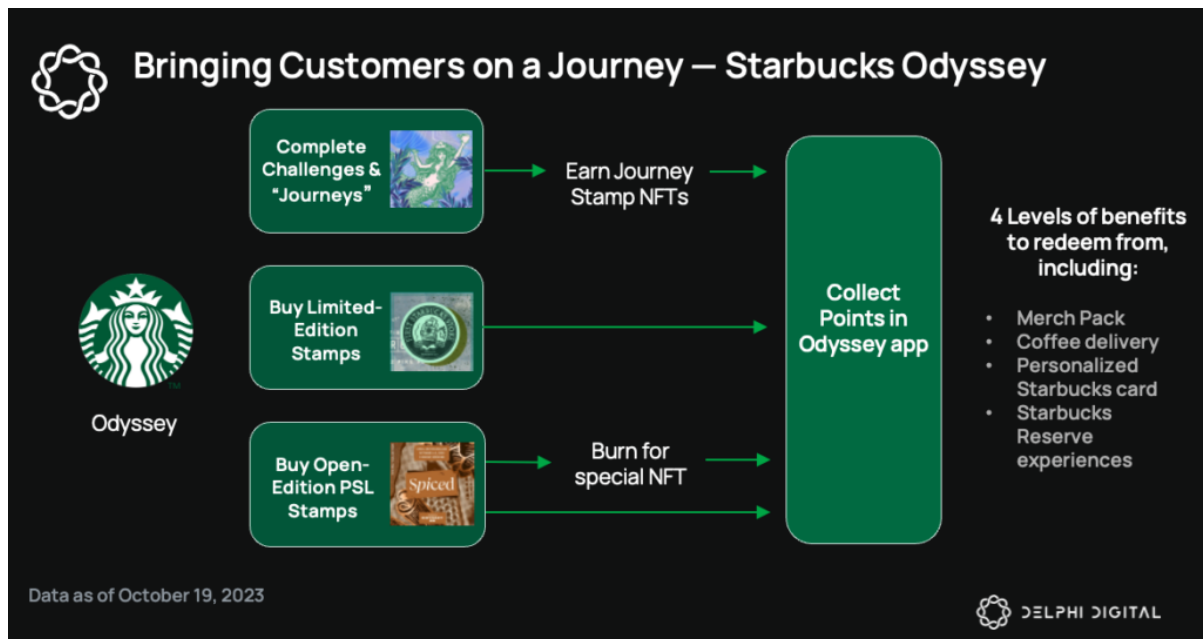 Bringing Customers on a Journey — Starbucks Odyssey
Complete
Challenges &
“Journeys”
Earn Journey
Stamp NFTs
Buy Limited-
Edition
Stamps
Buy Open-
Edition PSL
Stamps
Spiced
Burn for
special NFT
Odyssey
TM
Collect
Points in
Odyssey app
4 Levels of benefits
to redeem from,
including:
• Merch Pack
• Coffee delivery
• Personalized
Starbucks card
• Starbucks
Reserve
experiences
Data as of October 19, 2023
DELPHI DIGITAL